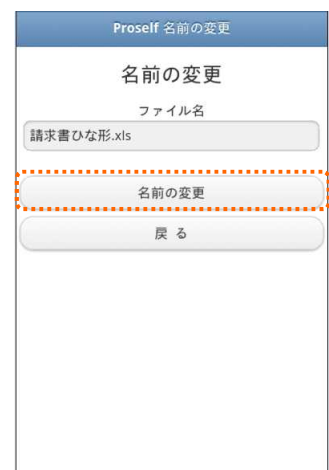 Proself 名前の変更
名前の変更
ファイル名
請求書ひな形.xls
名前の変更
戻 る